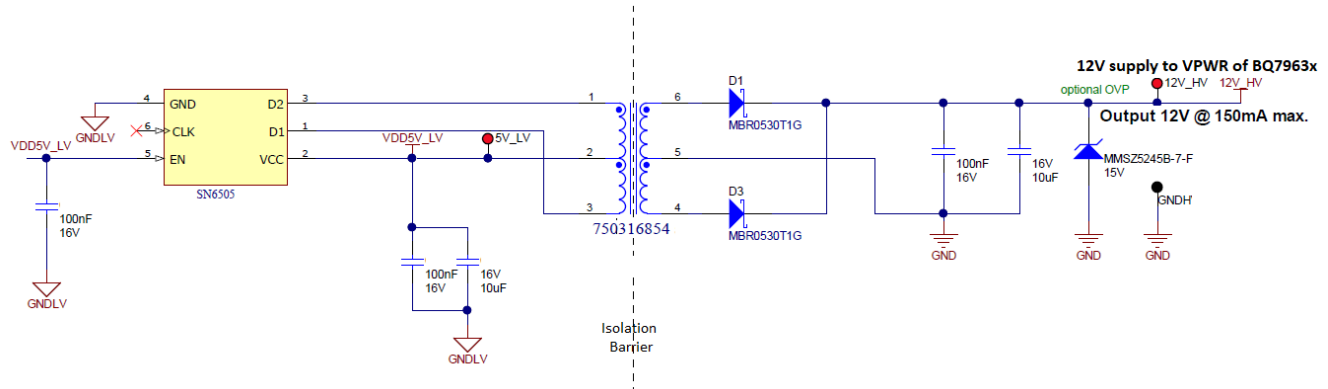 D1
12V supply to VPWR of BQ7963x
optional OVP
12V_HV
12V_HV
Output 12V @ 150mA max.
4
GND
D2
3
1
6
MBR0530T1G
GNDLV
6
CLK
D1
1
VDD5V_LV
5V_LV
VDD5V_LV
5
EN
VCC
2
2
5
SN6505
100nF
16V
16V
10uF
MMSZ5245B-7-F
15V
GNDH'
100nF
16V
D3
3
4
750316854
MBR0530T1G
GND
GND
GND
100nF
16V
16V
10uF
GNDLV
Isolation
Barrier
GNDLV